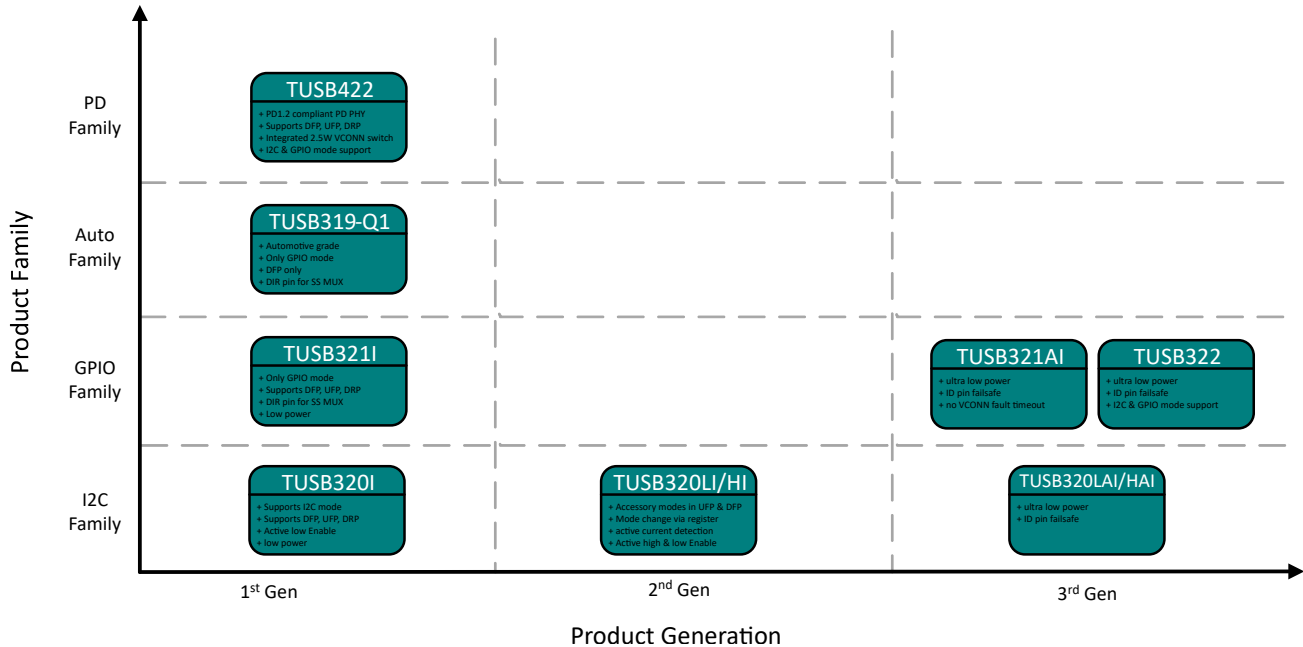 Product Family
PD
Family
TUSB422
+ PD1.2 compliant PD PHY
+ Supports DFP, UFP, DRP
+ Integrated 2.5W VCONN switch
+ I2C & GPIO mode support
Auto
Family
TUSB319-Q1
+ Automotive grade
+ Only GPIO mode
+ DFP only
+ DIR pin for SS MUX
GPIO
Family
TUSB321I
+ Only GPIO mode
+ Supports DFP, UFP, DRP
+ DIR pin for SS MUX
+ Low power
TUSB321AI
+ ultra low power
+ ID pin failsafe
+ no VCONN fault timeout
TUSB322
+ ultra low power
+ ID pin failsafe
+ I2C & GPIO mode support
I2C
Family
TUSB320I
+ Supports I2C mode
+ Supports DFP, UFP, DRP
+ Active low Enable
+ low power
TUSB320LI/HI
+ Accessory modes in UFP & DFP
+ Mode change via register
+ active current detection
+ Active high & low Enable
TUSB320LAI/HAI
+ ultra low power
+ ID pin failsafe
1st Gen
2nd Gen
3rd Gen
Product Generation